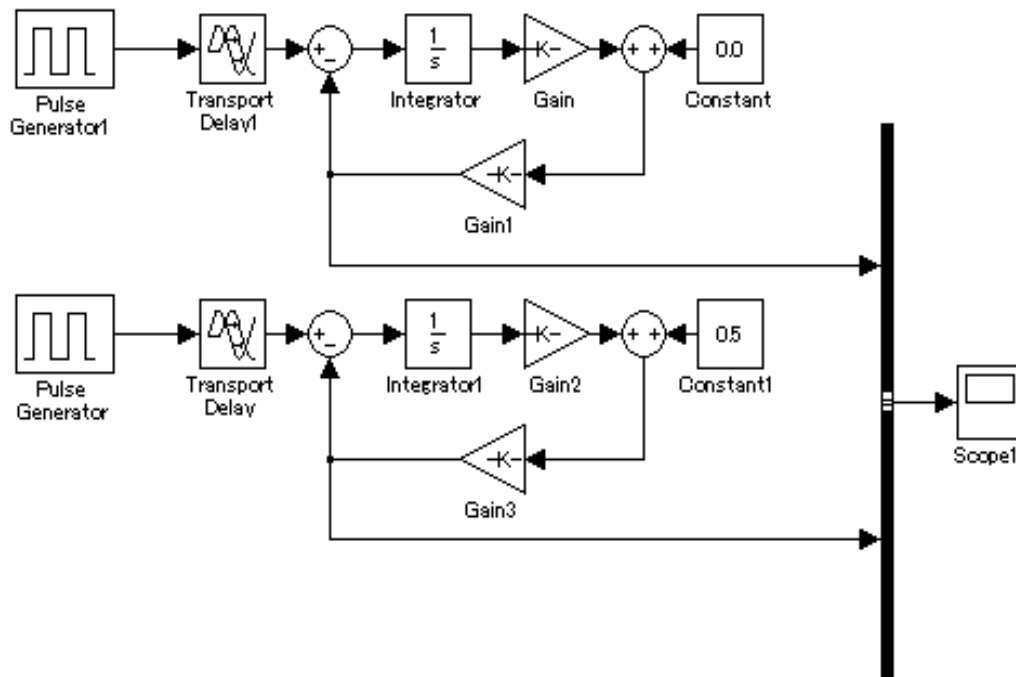 +
−
1
s
-K-
+ +
0.0
Pulse
Generator1
Transport
Delay1
Integrator
Gain
Constant
-K-
Gain1
+
−
1
s
-K-
+ +
0.5
Pulse
Generator
Transport
Delay
Integrator1
Gain2
Constant1
-K-
Gain3
Scope1